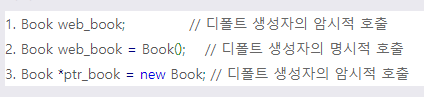 1. Book web_book;                // 디폴트 생성자의 암시적 호출
2. Book web_book = Book();     // 디폴트 생성자의 명시적 호출
3. Book *ptr_book = new Book; // 디폴트 생성자의 암시적 호출